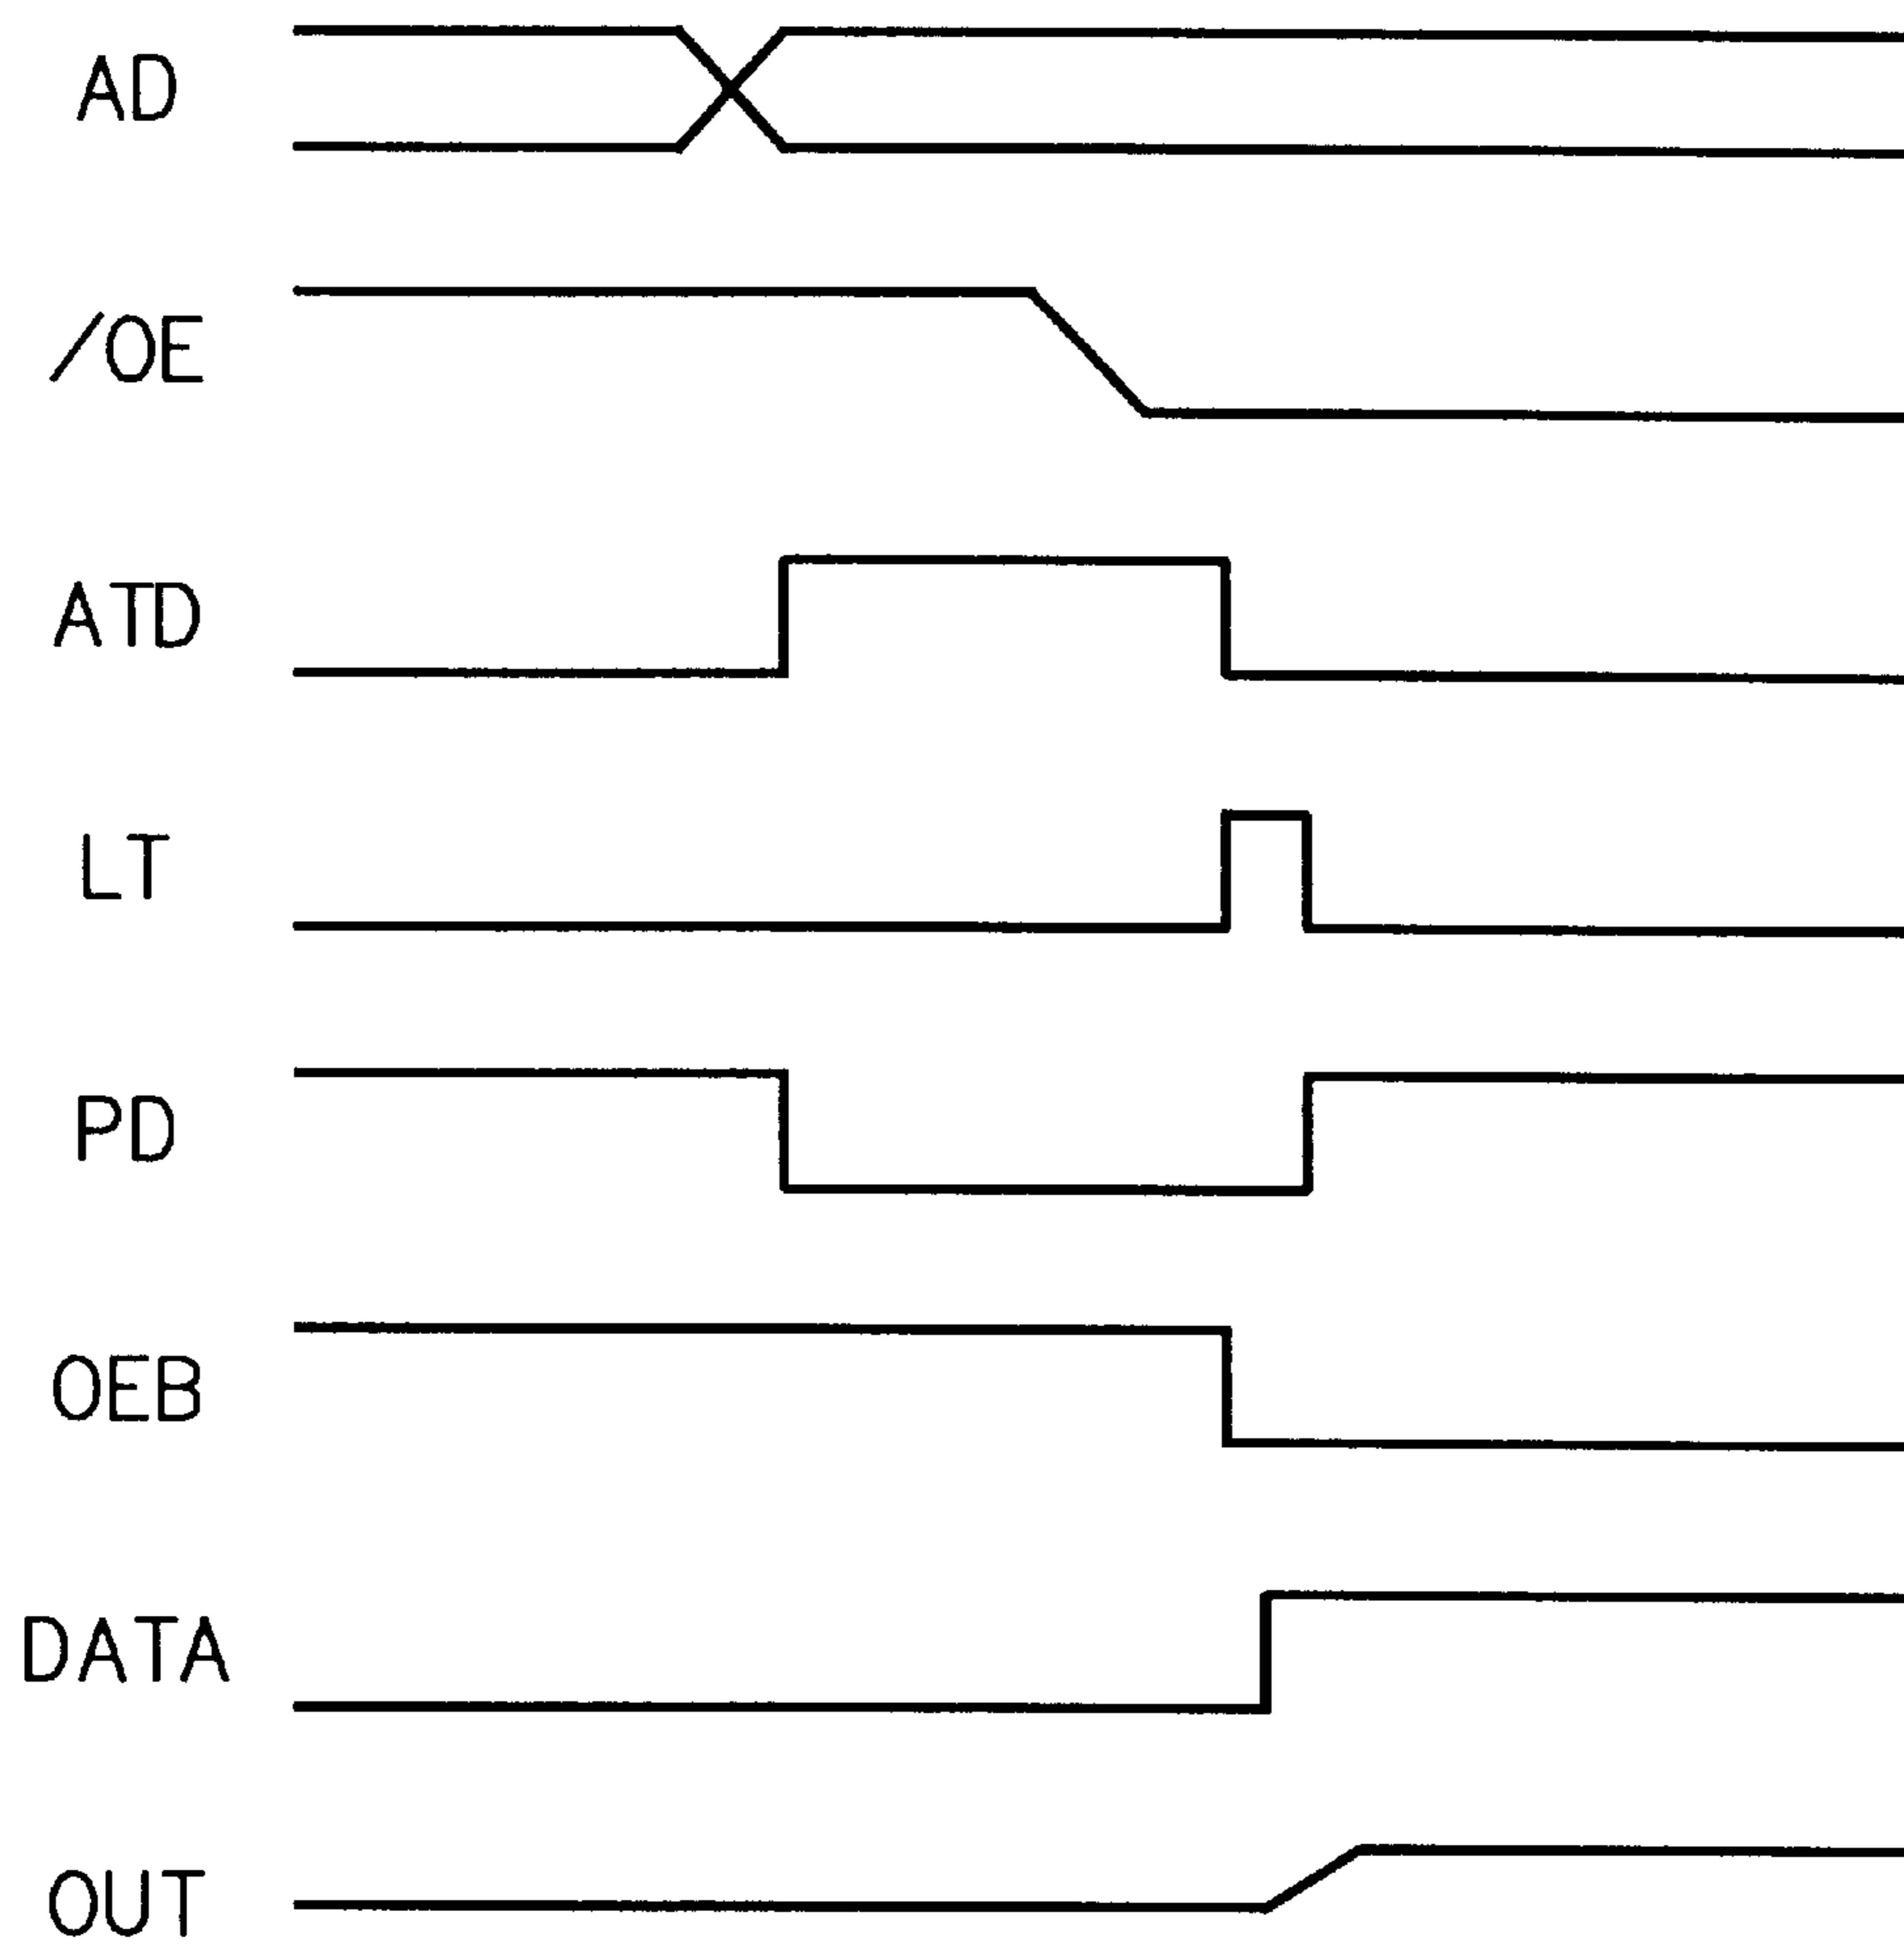 AD
/OE
ATD
LT
PD
OEB
DATA
OUT